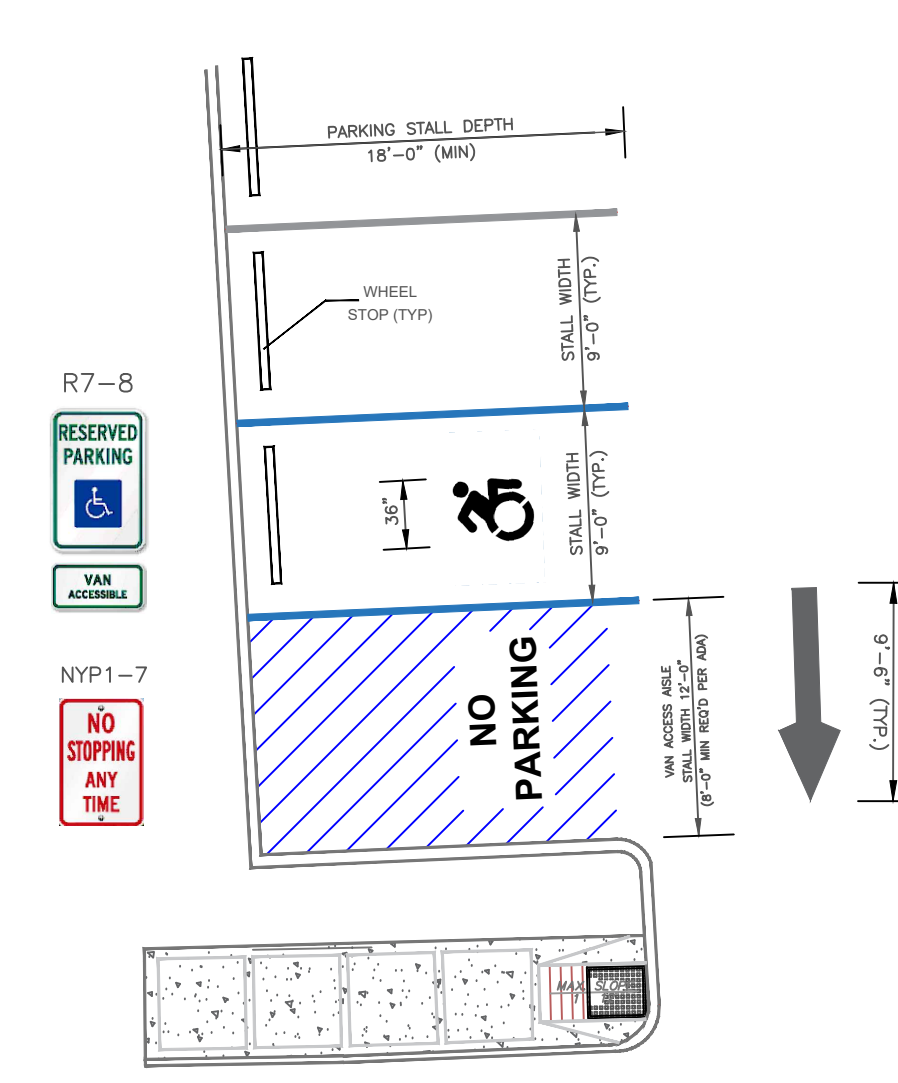 PARKING STALL DEPTH
18'-0" (MIN)
STALL WIDTH
9'-0" (TYP.)
WHEEL
STOP (TYP)
R7-8
RESERVED
PARKING
VAN
ACCESSIBLE
36"
STALL WIDTH
9'-0" (TYP.)
NYP1-7
NO
STOPPING
ANY
TIME
NO
PARKING
VAN ACCESS AISLE
STALL WIDTH 12'-0"
(8'-0" MIN REQ'D PER ADA)
9'-6" (TYP.)
MAX. SLOPE
1